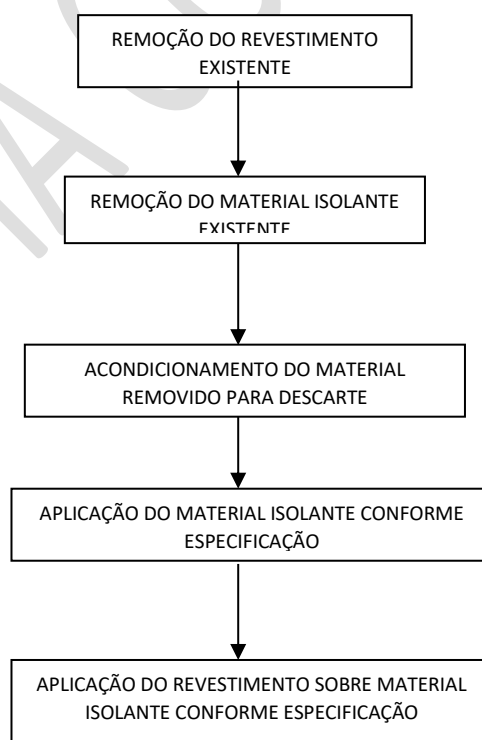 REMOÇÃO DO REVESTIMENTO
EXISTENTE
REMOÇÃO DO MATERIAL ISOLANTE
EXISTENTE
ACONDICIONAMENTO DO MATERIAL
REMOVIDO PARA DESCARTE
APLICAÇÃO DO MATERIAL ISOLANTE CONFORME
ESPECIFICAÇÃO
APLICAÇÃO DO REVESTIMENTO SOBRE MATERIAL
ISOLANTE CONFORME ESPECIFICAÇÃO